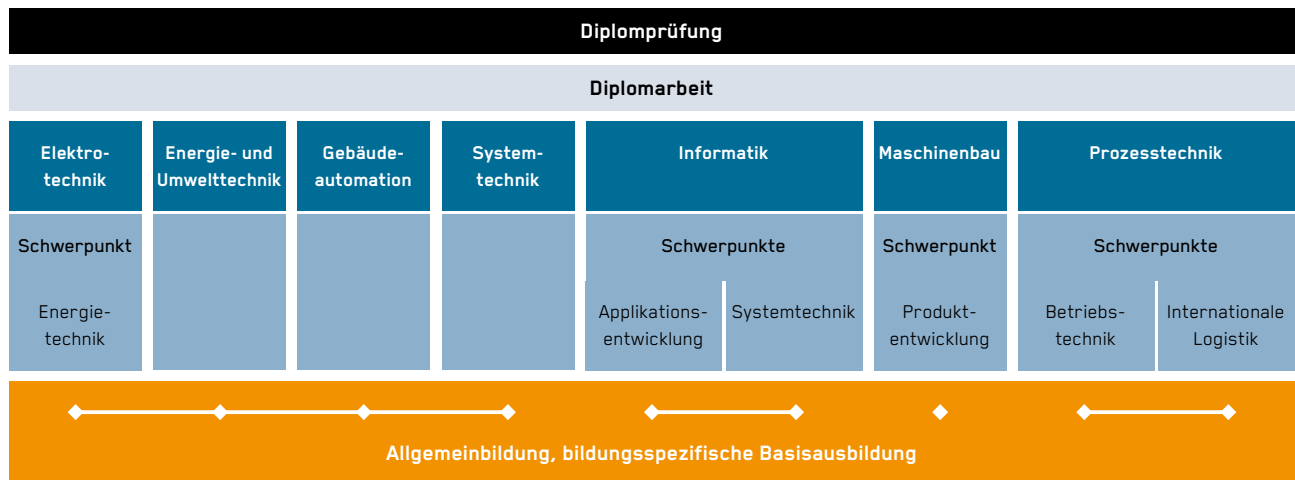 Diplomprüfung
Diplomarbeit
Elektro-
technik
Energie- und
Umwelttechnik
Gebäude-
automation
System-
technik
Informatik
Maschinenbau
Prozesstechnik
Schwerpunkt
Schwerpunkte
Schwerpunkt
Schwerpunkte
Energie-
technik
Applikations-
entwicklung
Systemtechnik
Produkt-
entwicklung
Betriebs-
technik
Internationale
Logistik
Allgemeinbildung, bildungsspezifische Basisausbildung